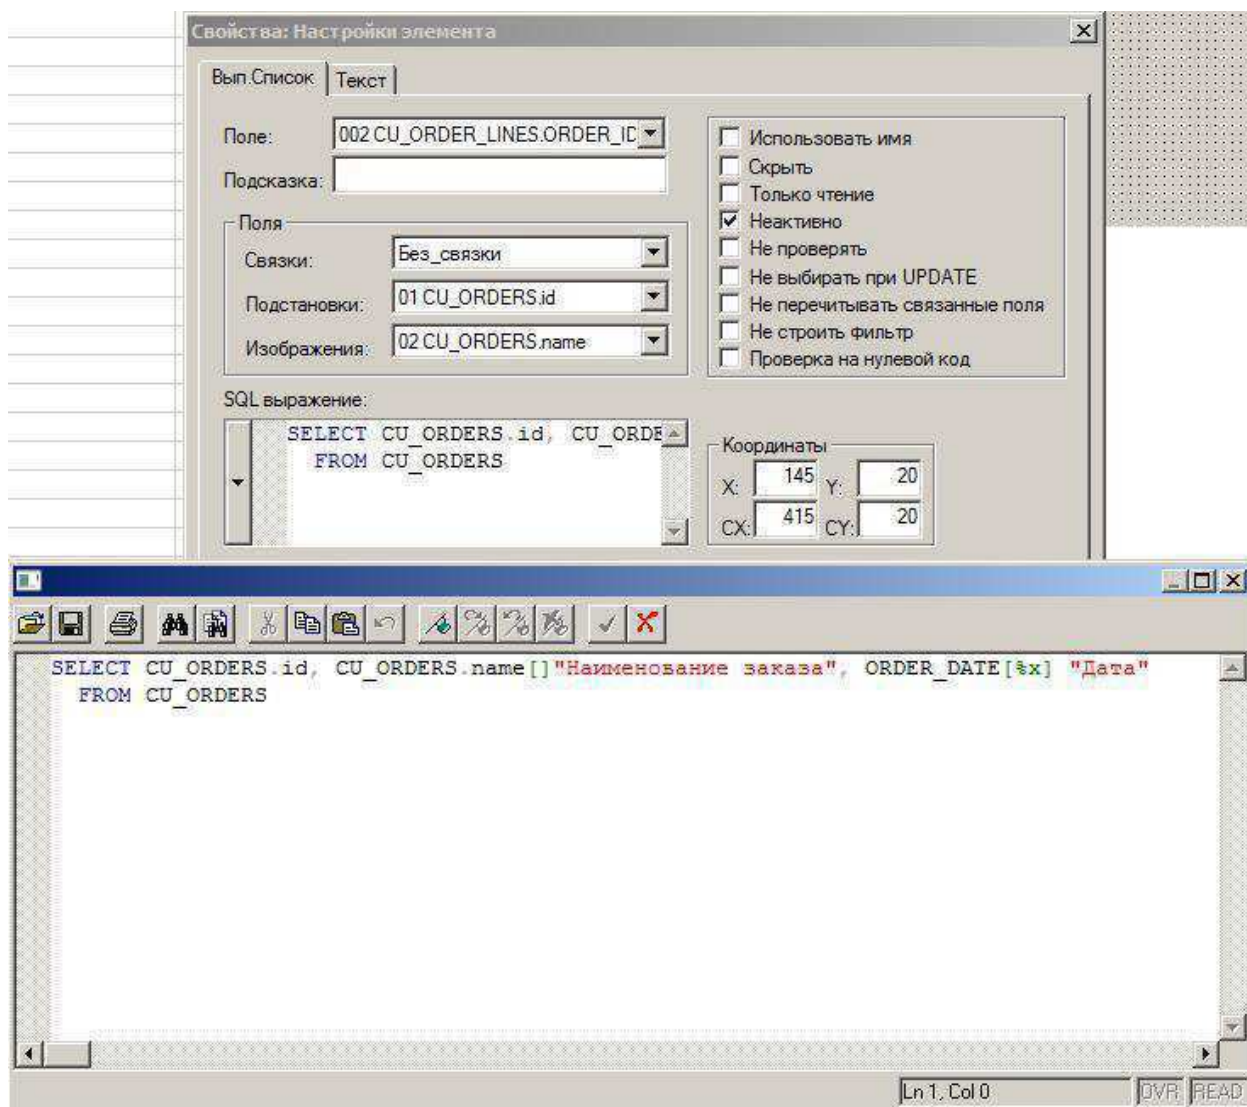 Свойства: Настройки элемента
Вып.Список
Текст
Поле:
002 CU_ORDER_LINES.ORDER_ID
Подсказка:
Поля
Связки:
Без_связки
Подстановки:
01 CU_ORDERS.id
Изображения:
02 CU_ORDERS.name
Использовать имя
Скрыть
Только чтение
Неактивно
Не проверять
Не выбирать при UPDATE
Не перечитывать связанные поля
Не строить фильтр
Проверка на нулевой код
SQL выражение:
SELECT CU_ORDERS.id, CU_ORDE
FROM CU_ORDERS
Координаты
X: 145 Y: 20
CX: 415 CY: 20
SELECT CU_ORDERS.id, CU_ORDERS.name[]"Наименование заказа", ORDER_DATE[%x] "Дата"
FROM CU_ORDERS
Ln 1, Col 0
OVR
READ